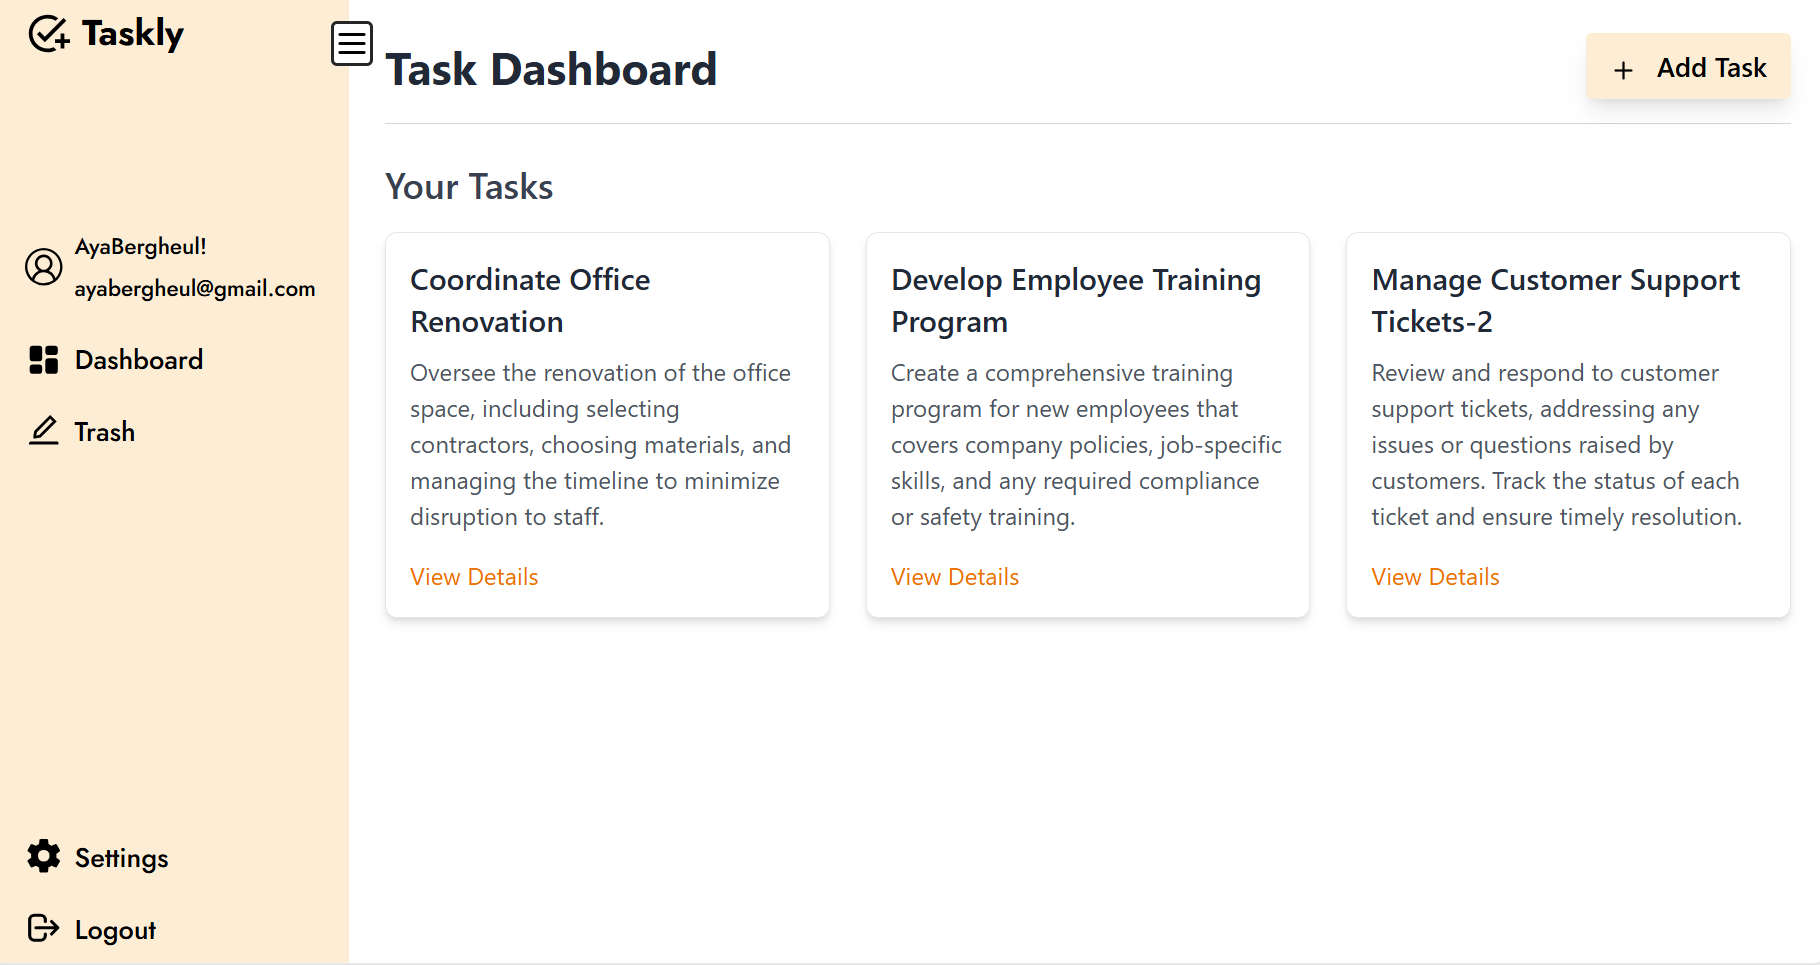 Taskly
AyaBergheul!
ayabergheul@gmail.com
Dashboard
Trash
Settings
Logout
Task Dashboard
+ Add Task
Your Tasks
Coordinate Office
Renovation
Oversee the renovation of the office
space, including selecting
contractors, choosing materials, and
managing the timeline to minimize
disruption to staff.
View Details
Develop Employee Training
Program
Create a comprehensive training
program for new employees that
covers company policies, job-specific
skills, and any required compliance
or safety training.
View Details
Manage Customer Support
Tickets-2
Review and respond to customer
support tickets, addressing any
issues or questions raised by
customers. Track the status of each
ticket and ensure timely resolution.
View Details